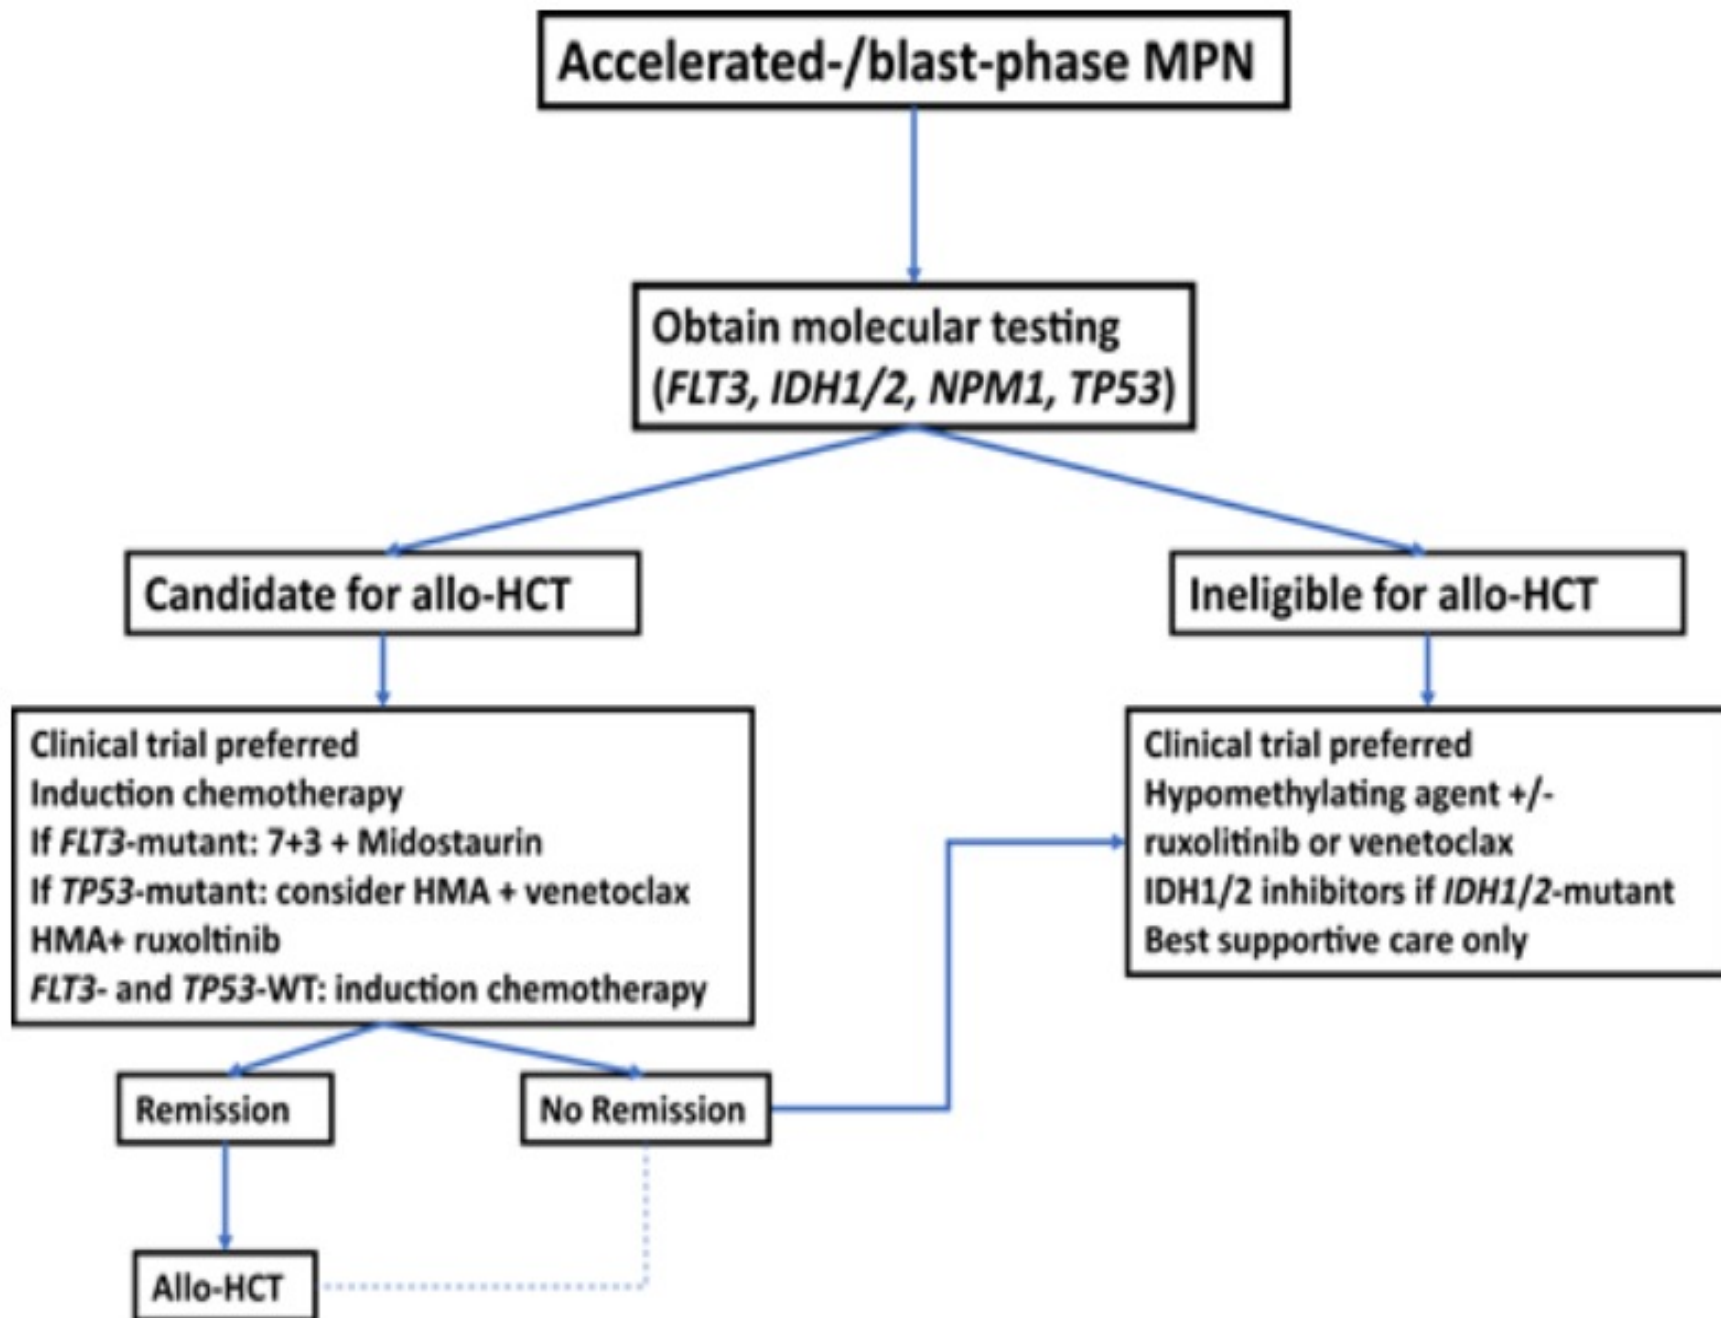 Accelerated-/blast-phase MPN
Obtain molecular testing
(FLT3, IDH1/2, NPM1, TP53)
Candidate for allo-HCT
Ineligible for allo-HCT
Clinical trial preferred
Induction chemotherapy
If FLT3-mutant: 7+3 + Midostaurin
If TP53-mutant: consider HMA + venetoclax
HMA+ ruxoltinib
FLT3- and TP53-WT: induction chemotherapy
Clinical trial preferred
Hypomethylating agent +/-
ruxolitinib or venetoclax
IDH1/2 inhibitors if IDH1/2-mutant
Best supportive care only
Remission
No Remission
Allo-HCT